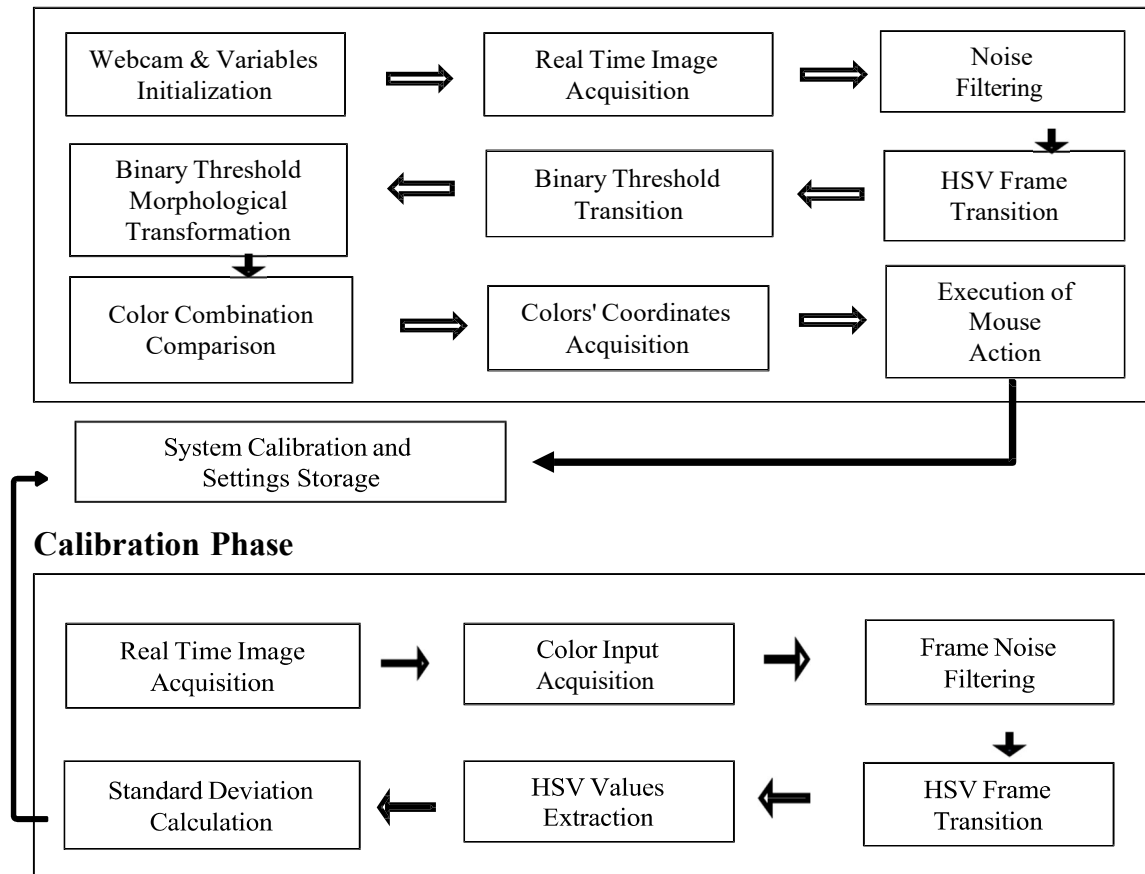 Webcam & Variables
Initialization
Real Time Image
Acquisition
Noise
Filtering
Binary Threshold
Morphological
Transformation
Binary Threshold
Transition
HSV Frame
Transition
Color Combination
Comparison
Colors' Coordinates
Acquisition
Execution of
Mouse
Action
System Calibration and
Settings Storage
Calibration Phase
Real Time Image
Acquisition
Color Input
Acquisition
Frame Noise
Filtering
Standard Deviation
Calculation
HSV Values
Extraction
HSV Frame
Transition